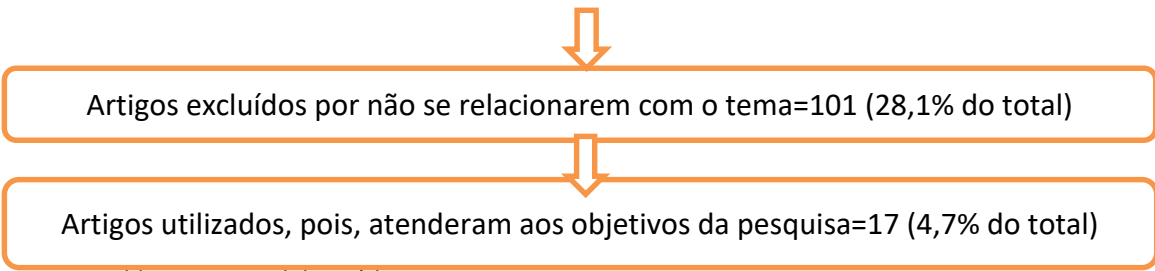 Artigos excluídos por não se relacionarem com o tema=101 (28,1% do total)
Artigos utilizados, pois, atenderam aos objetivos da pesquisa=17 (4,7% do total)